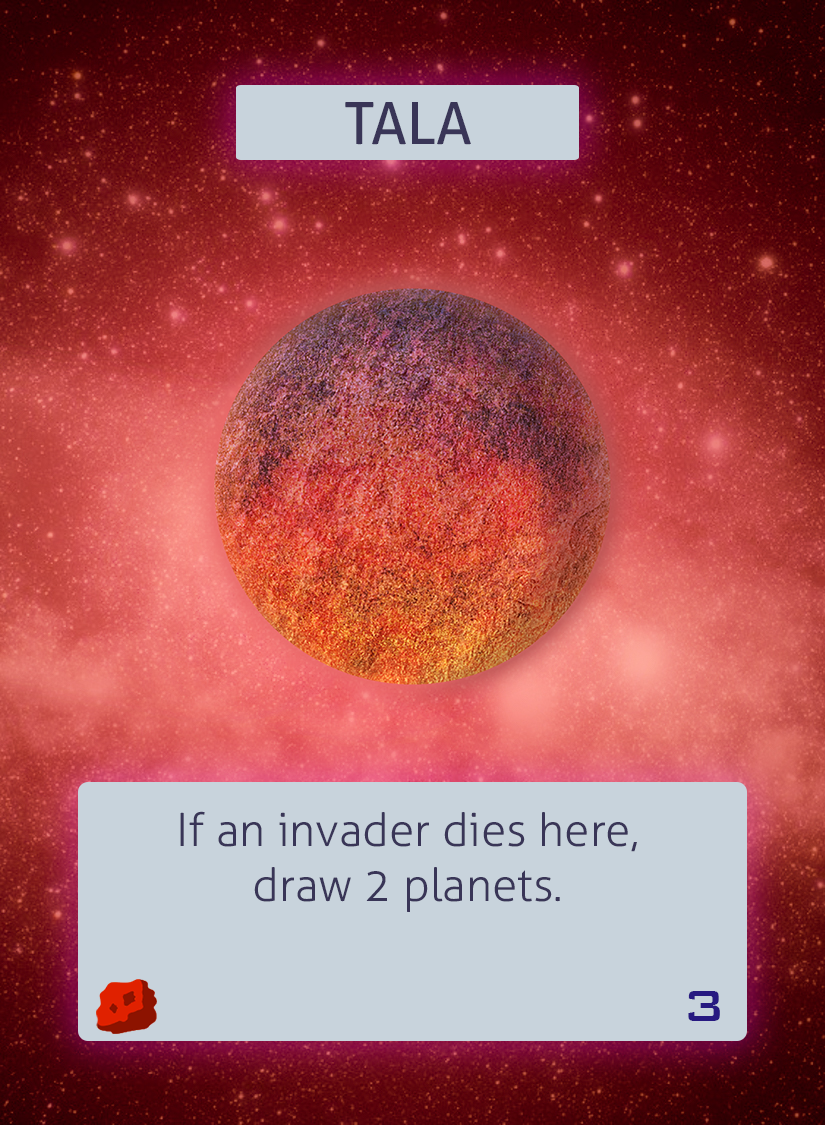 TALA
If an invader dies here,
draw 2 planets.
3